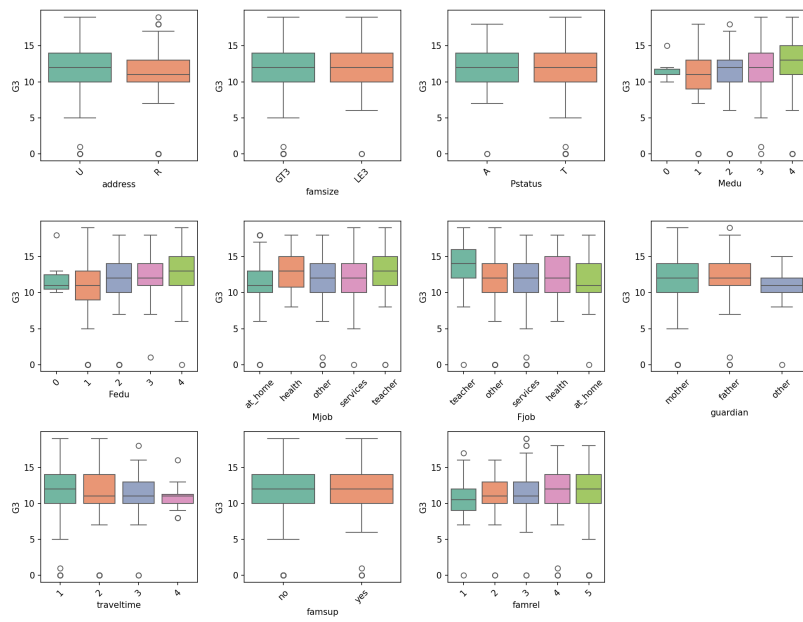 G3
15
10
5
0
U
R
address
G3
15
10
5
0
GT3
LE3
famsize
G3
15
10
5
0
A
T
Pstatus
G3
15
10
5
0
0
1
2
3
4
Medu
G3
15
10
5
0
0
1
2
3
4
Fedu
G3
15
10
5
0
at_home
health
other
services
teacher
Mjob
G3
15
10
5
0
teacher
other
services
health
at_home
Fjob
G3
15
10
5
0
mother
father
other
guardian
G3
15
10
5
0
1
2
3
4
traveltime
G3
15
10
5
0
no
yes
famsup
G3
15
10
5
0
1
2
3
4
5
famrel